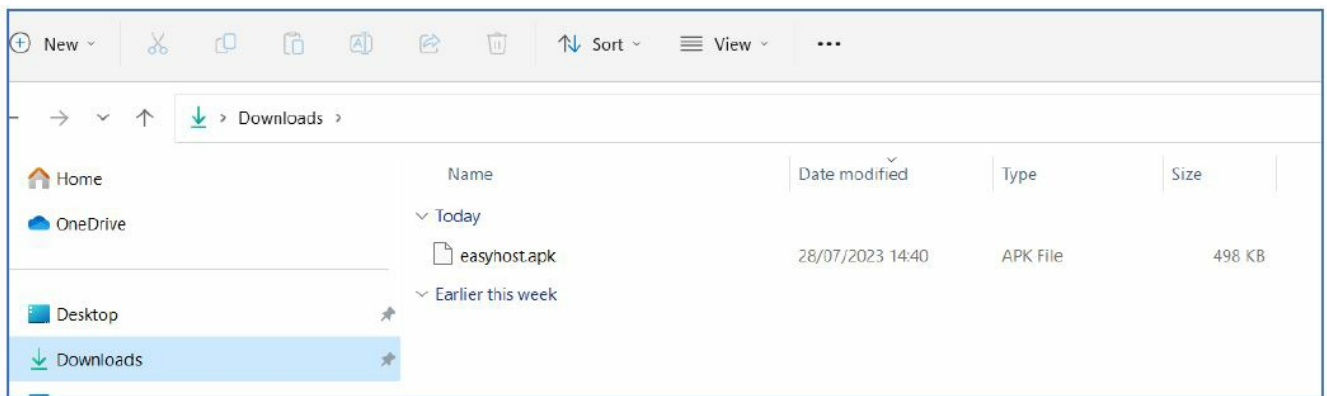 New Sort View •••
> Downloads >
Home
OneDrive
Desktop
Downloads
Name Date modified Type Size
Today
easyhost.apk 28/07/2023 14:40 APK File 498 KB
Earlier this week